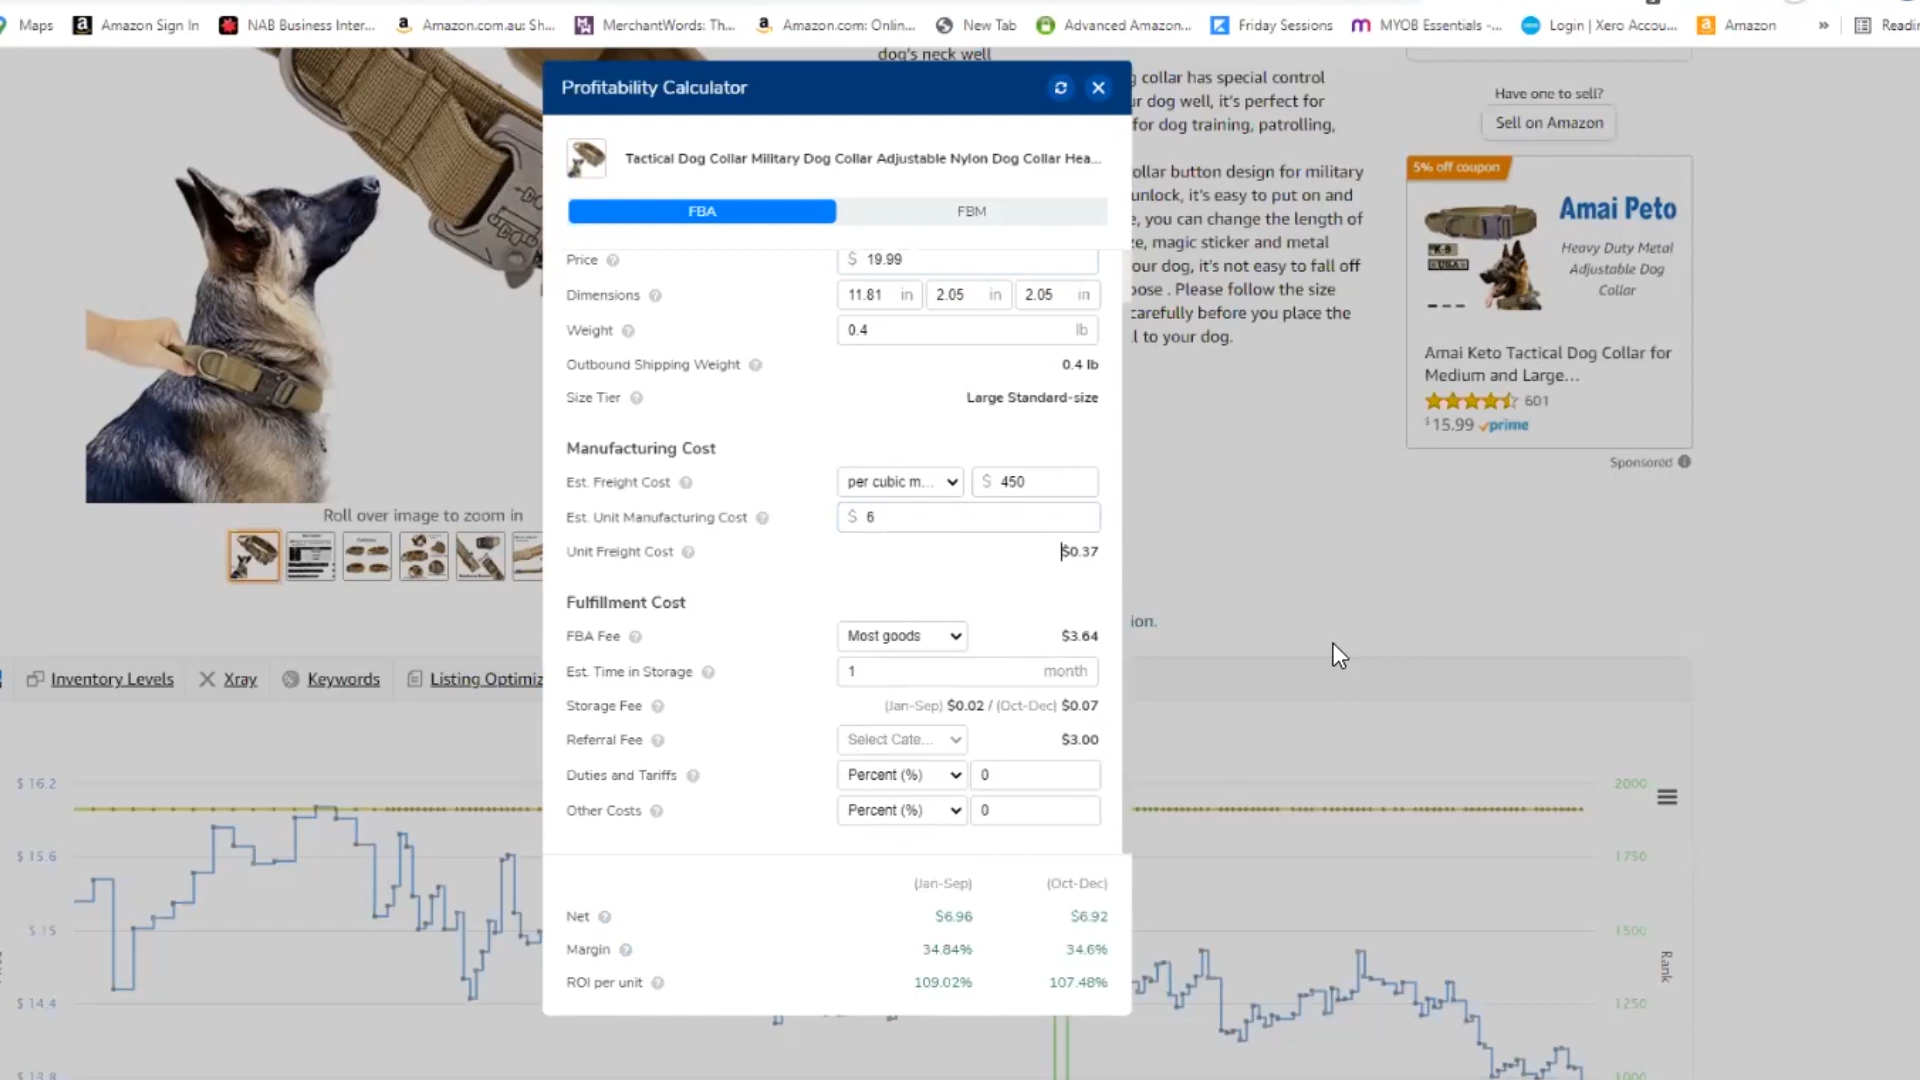 Maps
Amazon Sign In
NAB Business Inter...
Amazon.com.au: Sh...
MerchantWords: Th...
Amazon.com: Onlin...
New Tab
Advanced Amazon...
Friday Sessions
MYOB Essentials -...
Login | Xero Accou...
Amazon
»
dog's neck well
collar has special control
dog well, it's perfect for
for dog training, patrolling,
ollar button design for military
unlock, it's easy to put on and
, you can change the length of
magic sticker and metal
our dog, it's not easy to fall off
. Please follow the size
carefully before you place the
to your dog.
Profitability Calculator
Tactical Dog Collar Military Dog Collar Adjustable Nylon Dog Collar Hea...
FBA
FBM
Price
$ 19.99
Dimensions
11.81 in
2.05 in
2.05 in
Weight
0.4 lb
Outbound Shipping Weight
0.4 lb
Size Tier
Large Standard-size
Manufacturing Cost
Est. Freight Cost
per cubic m...
$ 450
Est. Unit Manufacturing Cost
$ 6
Unit Freight Cost
$0.37
Fulfillment Cost
FBA Fee
Most goods
$3.64
Est. Time in Storage
1 month
Storage Fee
(Jan-Sep) $0.02 / (Oct-Dec) $0.07
Referral Fee
Select Cate...
$3.00
Duties and Tariffs
Percent (%)
0
Other Costs
Percent (%)
0
(Jan-Sep)
(Oct-Dec)
Net
$6.96
$6.92
Margin
34.84%
34.6%
ROI per unit
109.02%
107.48%
Have one to sell?
Sell on Amazon
5% off coupon
Amai Peto
Heavy Duty Metal
Adjustable Dog
Collar
K-9
Amai Keto Tactical Dog Collar for
Medium and Large...
601
$15.99 prime
Sponsored
Roll over image to zoom in
ion.
Inventory Levels
Xray
Keywords
Listing Optimiz
$ 16.2
$ 15.6
$ 15
$ 14.4
$ 13.8
2000
1750
1500
1250
1000
Rank